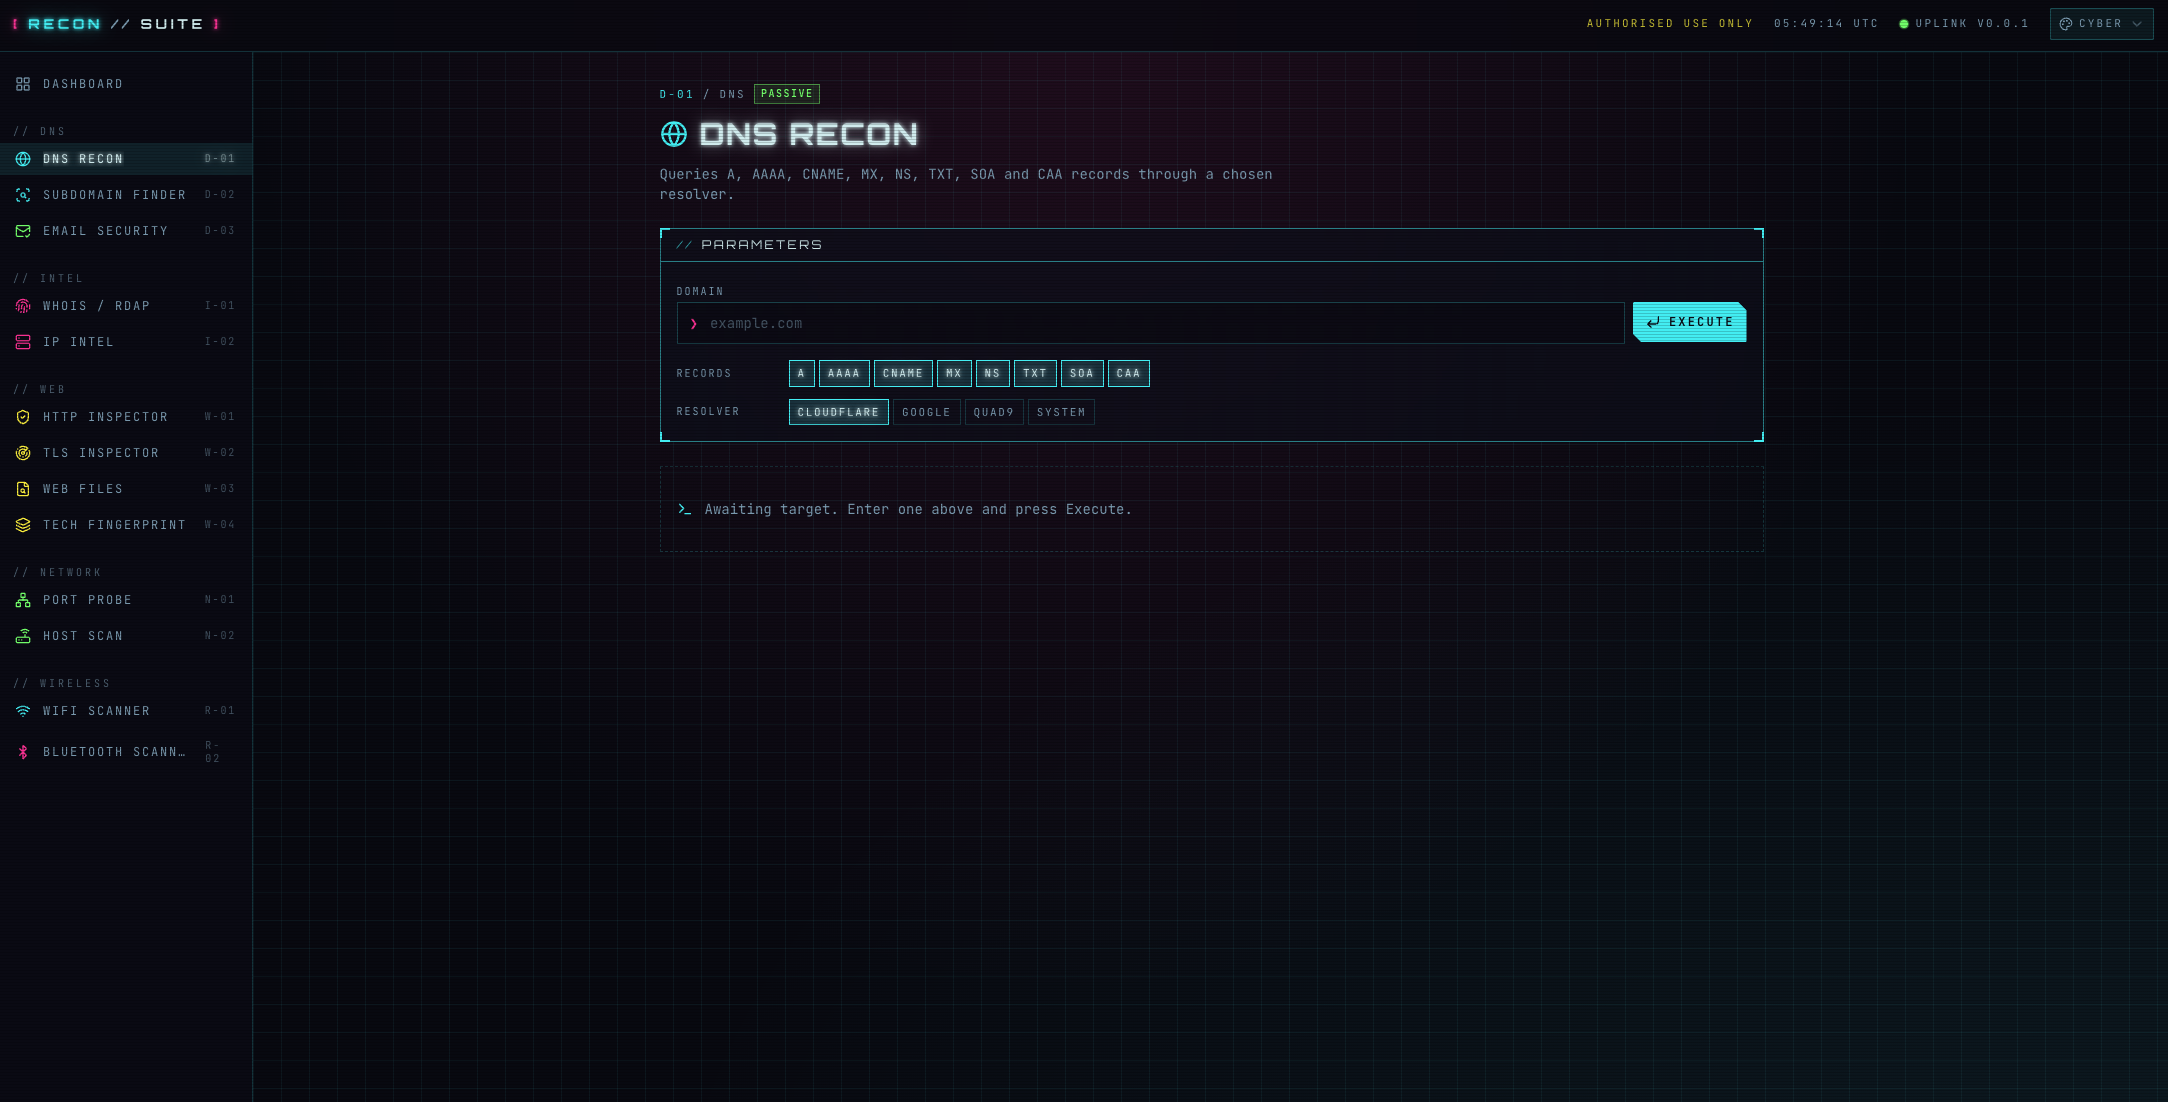 [ RECON // SUITE ]
AUTHORISED USE ONLY
05:49:14 UTC
UPLINK V0.0.1
CYBER
DASHBOARD
// DNS
DNS RECON D-01
SUBDOMAIN FINDER D-02
EMAIL SECURITY D-03
// INTEL
WHOIS / RDAP I-01
IP INTEL I-02
// WEB
HTTP INSPECTOR W-01
TLS INSPECTOR W-02
WEB FILES W-03
TECH FINGERPRINT W-04
// NETWORK
PORT PROBE N-01
HOST SCAN N-02
// WIRELESS
WIFI SCANNER R-01
BLUETOOTH SCANN… R-
02
D-01 / DNS PASSIVE
DNS RECON
Queries A, AAAA, CNAME, MX, NS, TXT, SOA and CAA records through a chosen
resolver.
// PARAMETERS
DOMAIN
❯ example.com
EXECUTE
RECORDS A AAAA CNAME MX NS TXT SOA CAA
RESOLVER CLOUDFLARE GOOGLE QUAD9 SYSTEM
Awaiting target. Enter one above and press Execute.